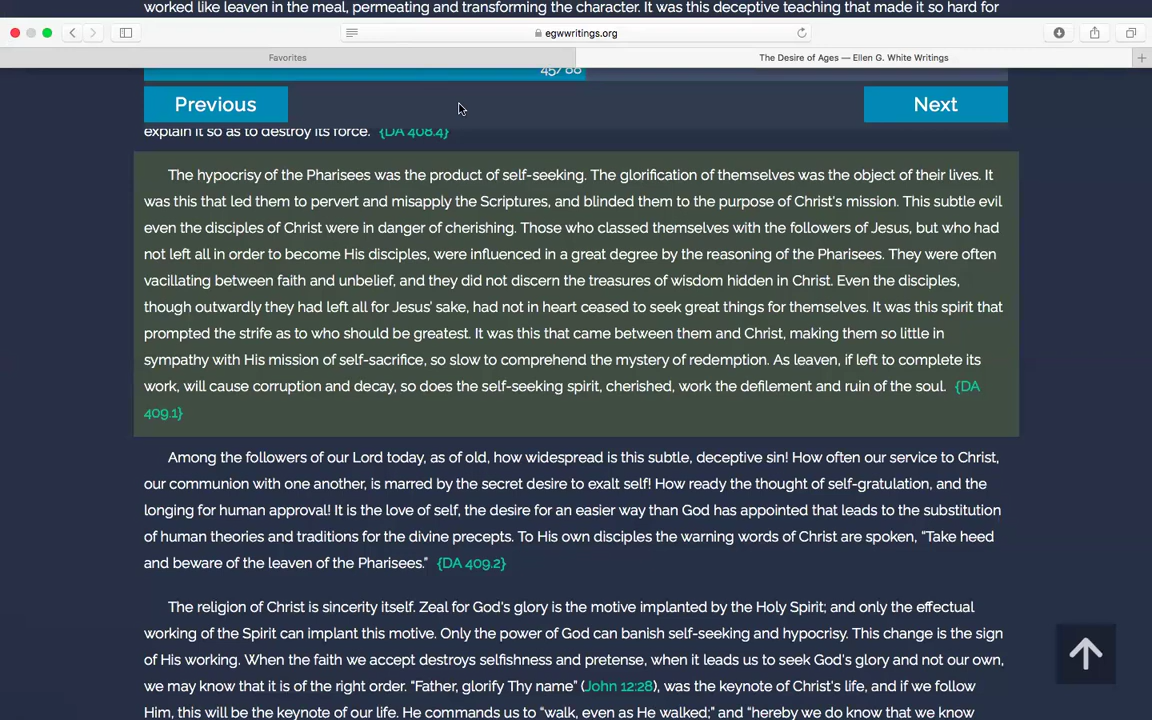 worked like leaven in the meal, permeating and transforming the character. It was this deceptive teaching that made it so hard for
egwwritings.org
Favorites
The Desire of Ages — Ellen G. White Writings
45/88
Previous
Next
explain it so as to destroy its force. {DA 408.4}
The hypocrisy of the Pharisees was the product of self-seeking. The glorification of themselves was the object of their lives. It
was this that led them to pervert and misapply the Scriptures, and blinded them to the purpose of Christ's mission. This subtle evil
even the disciples of Christ were in danger of cherishing. Those who classed themselves with the followers of Jesus, but who had
not left all in order to become His disciples, were influenced in a great degree by the reasoning of the Pharisees. They were often
vacillating between faith and unbelief, and they did not discern the treasures of wisdom hidden in Christ. Even the disciples,
though outwardly they had left all for Jesus' sake, had not in heart ceased to seek great things for themselves. It was this spirit that
prompted the strife as to who should be greatest. It was this that came between them and Christ, making them so little in
sympathy with His mission of self-sacrifice, so slow to comprehend the mystery of redemption. As leaven, if left to complete its
work, will cause corruption and decay, so does the self-seeking spirit, cherished, work the defilement and ruin of the soul. {DA
409.1}
Among the followers of our Lord today, as of old, how widespread is this subtle, deceptive sin! How often our service to Christ,
our communion with one another, is marred by the secret desire to exalt self! How ready the thought of self-gratulation, and the
longing for human approval! It is the love of self, the desire for an easier way than God has appointed that leads to the substitution
of human theories and traditions for the divine precepts. To His own disciples the warning words of Christ are spoken, “Take heed
and beware of the leaven of the Pharisees.” {DA 409.2}
The religion of Christ is sincerity itself. Zeal for God's glory is the motive implanted by the Holy Spirit; and only the effectual
working of the Spirit can implant this motive. Only the power of God can banish self-seeking and hypocrisy. This change is the sign
of His working. When the faith we accept destroys selfishness and pretense, when it leads us to seek God's glory and not our own,
we may know that it is of the right order. “Father, glorify Thy name” (John 12:28), was the keynote of Christ's life, and if we follow
Him, this will be the keynote of our life. He commands us to “walk, even as He walked;” and “hereby we do know that we know